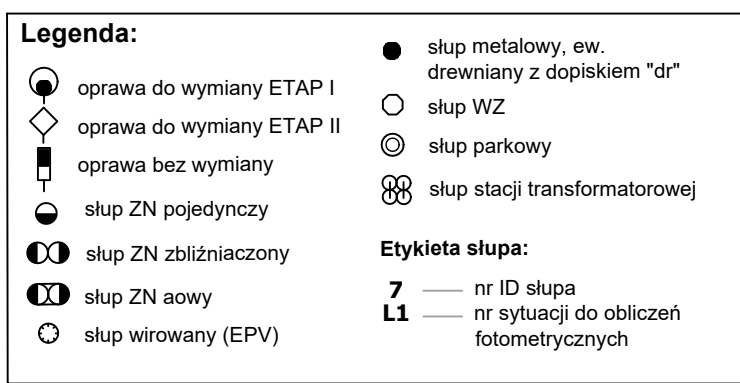 Legenda:
oprawa do wymiany ETAP I
oprawa do wymiany ETAP II
oprawa bez wymiany
słup ZN pojedynczy
słup ZN zbliźniaczony
słup ZN aowy
słup wirowany (EPV)
słup metalowy, ew.
drewniany z dopiskiem "dr"
słup WZ
słup parkowy
słup stacji transformatorowej
Etykieta słupa:
7 nr ID słupa
L1 nr sytuacji do obliczeń
fotometrycznych